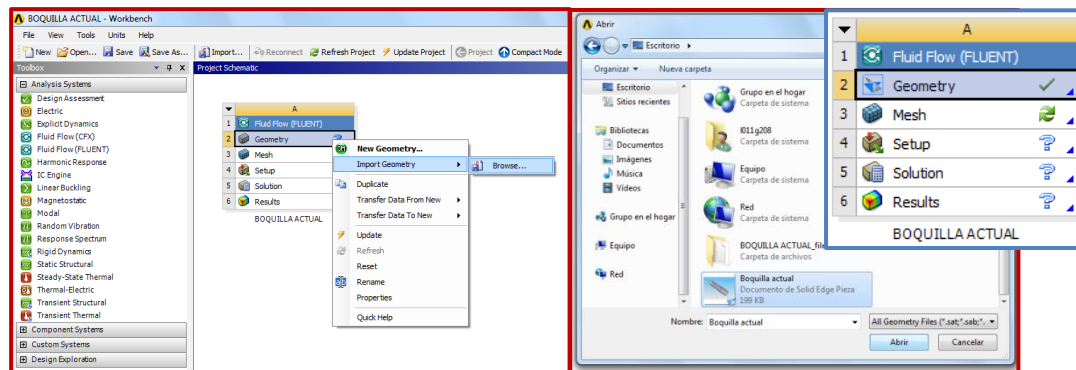 BOQUILLA ACTUAL - Workbench
File View Tools Units Help
New Open... Save Save As... Import... Reconnect Refresh Project Update Project Project Compact Mode
Toolbox
Analysis Systems
Design Assessment
Electric
Explicit Dynamics
Fluid Flow (CFX)
Fluid Flow (FLUENT)
Harmonic Response
IC Engine
Linear Buckling
Magnetostatic
Modal
Random Vibration
Response Spectrum
Rigid Dynamics
Static Structural
Steady-State Thermal
Thermal-Electric
Transient Structural
Transient Thermal
Component Systems
Custom Systems
Design Exploration
Project Schematic
A
1 Fluid Flow (FLUENT)
2 Geometry ?
3 Mesh
4 Setup
5 Solution
6 Results
BOQUILLA ACTUAL
New Geometry...
Import Geometry
Browse...
Duplicate
Transfer Data From New
Transfer Data To New
Update
Refresh
Reset
Rename
Properties
Quick Help
Abrir
Escritorio
Organizar Nueva carpeta
Escritorio
Sitios recientes
Bibliotecas
Documentos
Imágenes
Música
Vídeos
Grupo en el hogar
Equipo
Red
Grupo en el hogar
Carpeta de sistema
l011g208
Carpeta de sistema
Equipo
Carpeta de sistema
Red
Carpeta de sistema
BOQUILLA ACTUAL_file
Carpeta de archivos
Boquilla actual
Documento de Solid Edge Pieza
199 KB
Nombre: Boquilla actual
All Geometry Files (*.sat;*.sab;*.
Abrir Cancelar
A
1 Fluid Flow (FLUENT)
2 Geometry
3 Mesh
4 Setup ?
5 Solution ?
6 Results ?
BOQUILLA ACTUAL